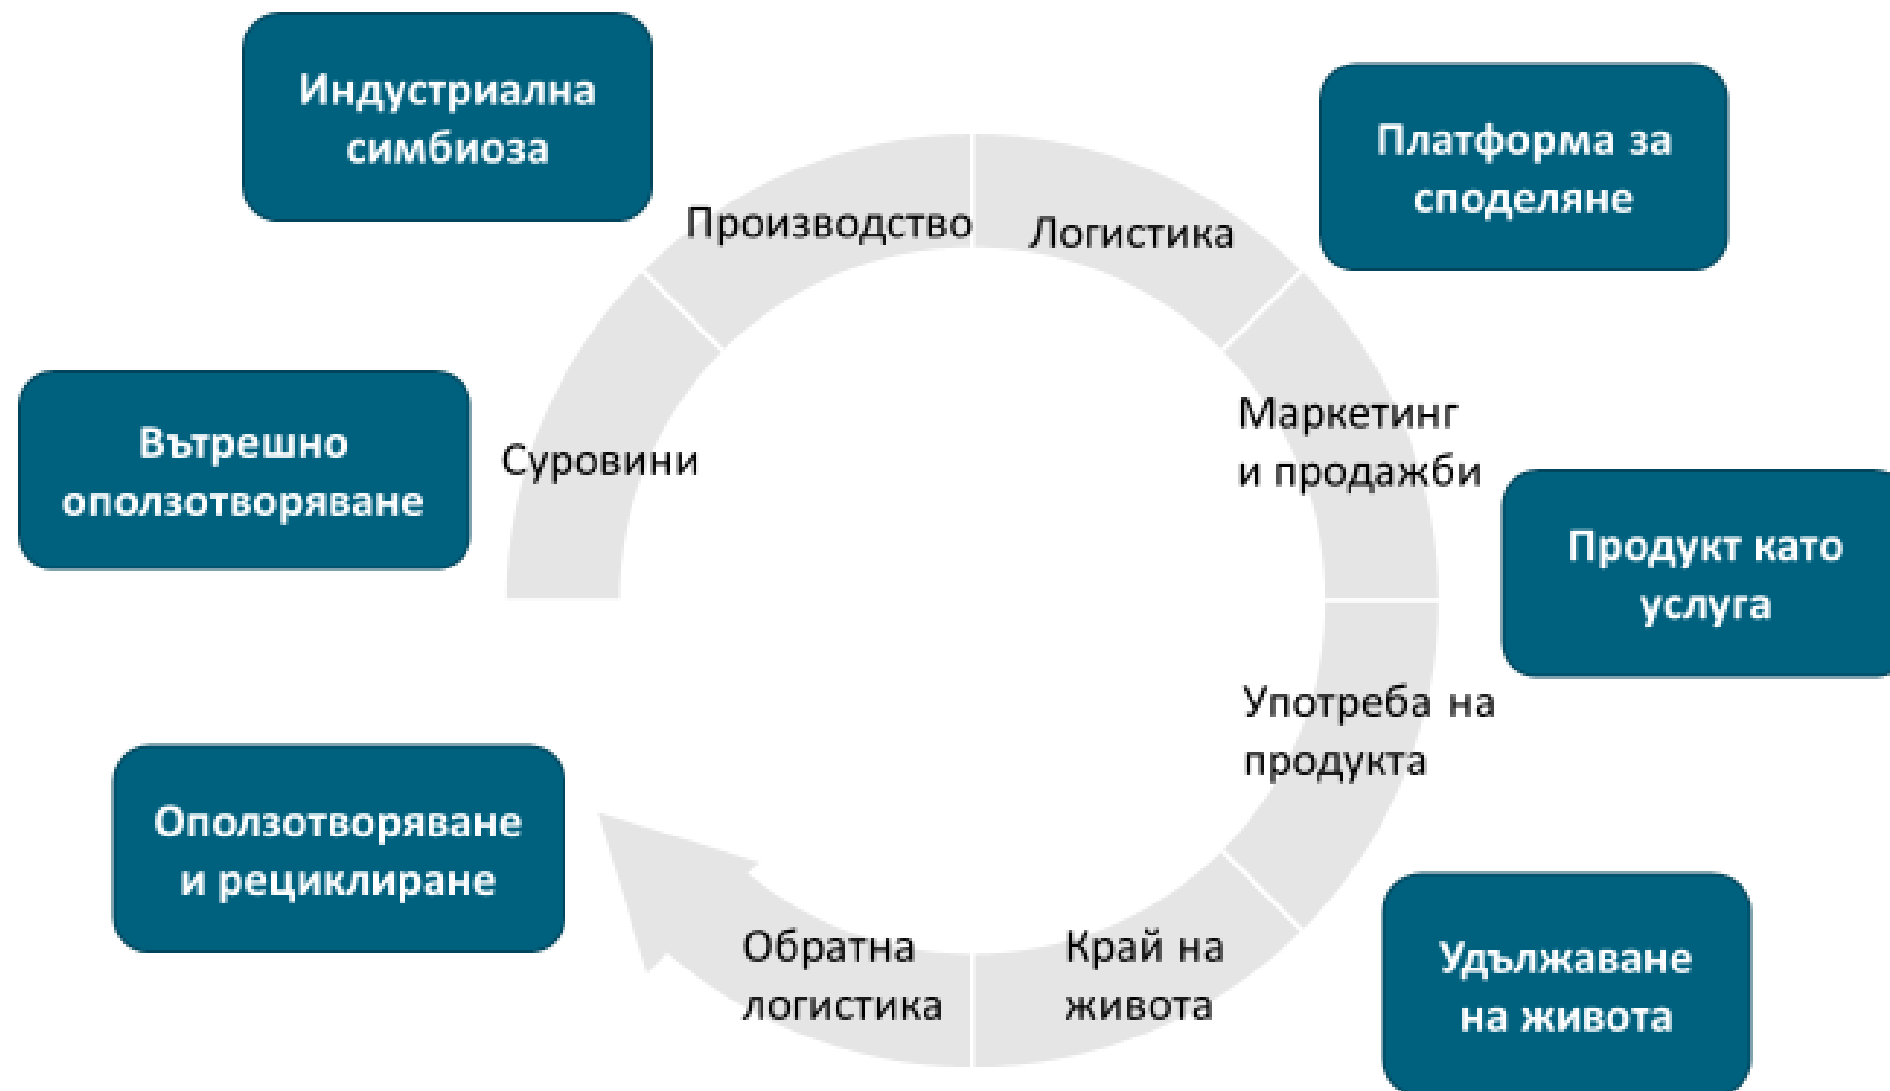 Индустриална
симбиоза
Платформа за
споделяне
Производство
Логистика
Маркетинг
и продажби
Вътрешно
оползотворяване
Суровини
Продукт като
услуга
Употреба на
продукта
Оползотворяване
и рециклиране
Обратна
логистика
Край на
живота
Удължаване
на живота